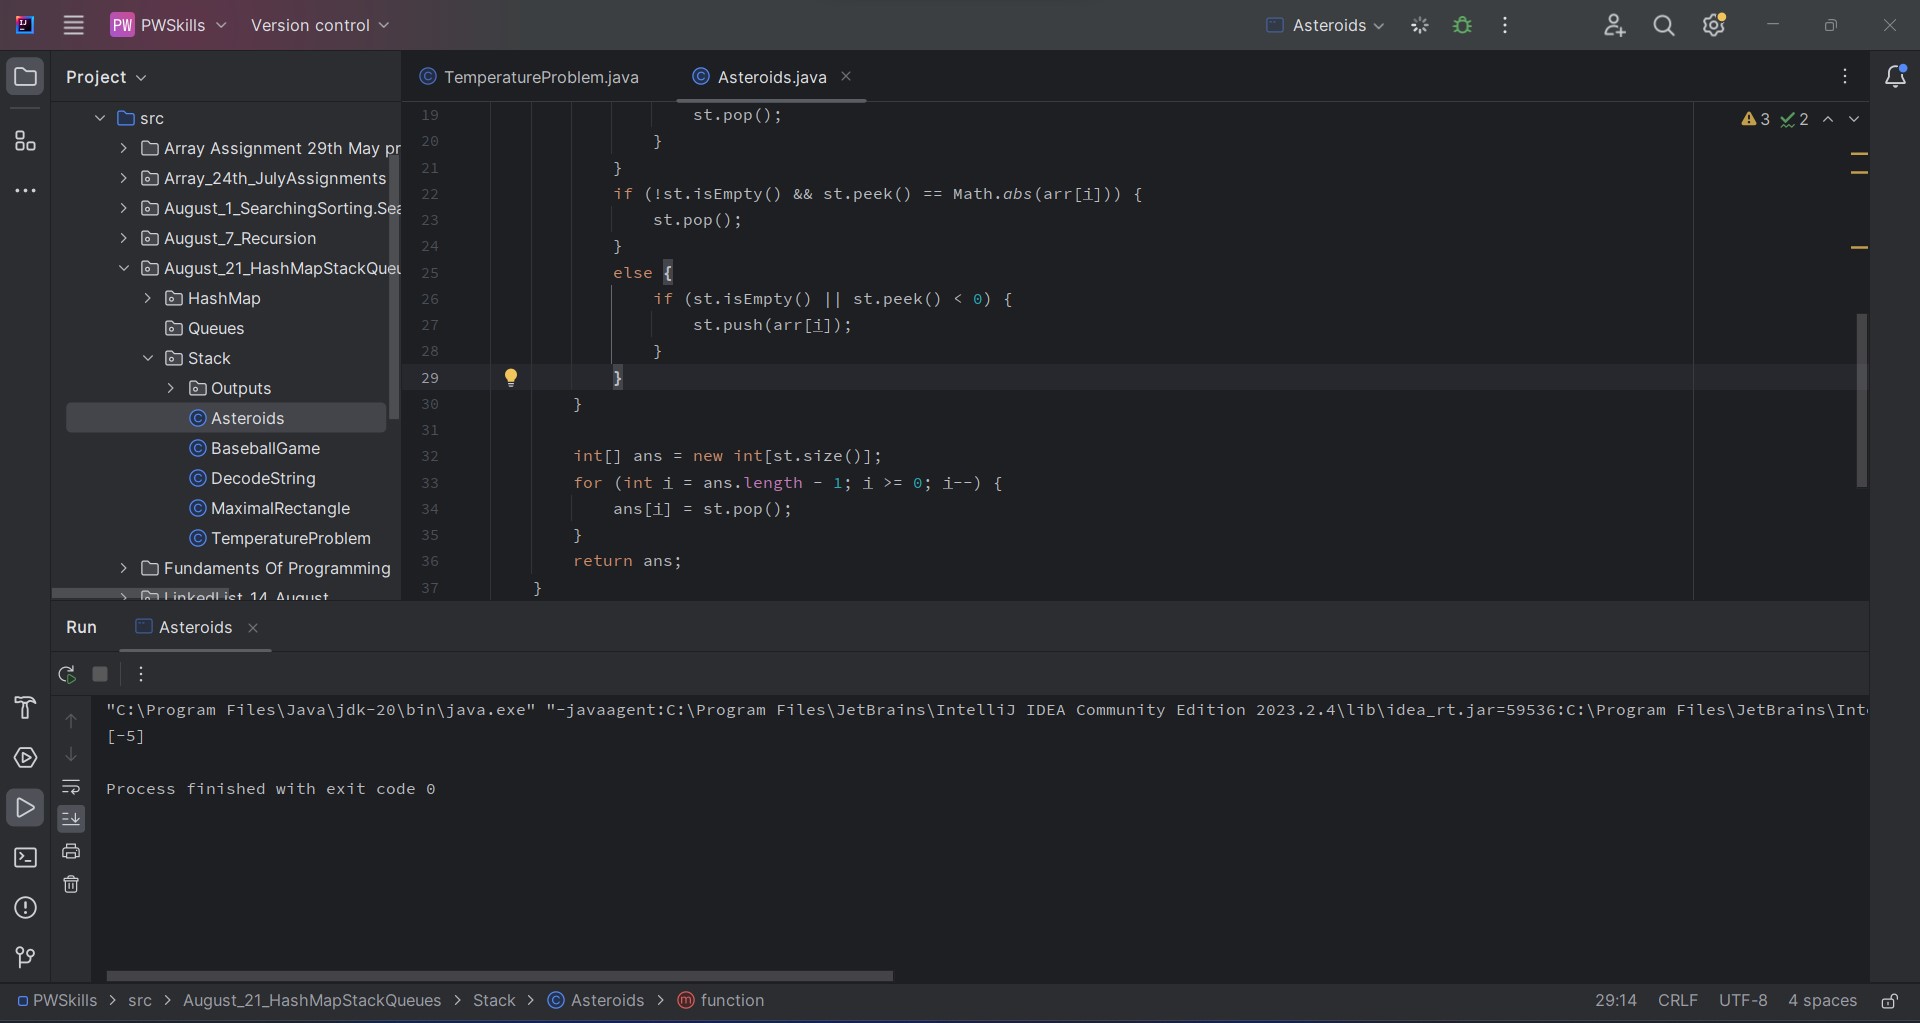 PW PWSkills Version control Asteroids
Project
TemperatureProblem.java Asteroids.java
src
Array Assignment 29th May pr
Array_24th_JulyAssignments
August_1_SearchingSorting.Sea
August_7_Recursion
August_21_HashMapStackQueu
HashMap
Queues
Stack
Outputs
Asteroids
BaseballGame
DecodeString
MaximalRectangle
TemperatureProblem
Fundaments Of Programming
LinkedList_14_August
3 2
19 st.pop();
20 }
21 }
22 if (!st.isEmpty() && st.peek() == Math.abs(arr[i])) {
23 st.pop();
24 }
25 else {
26 if (st.isEmpty() || st.peek() < 0) {
27 st.push(arr[i]);
28 }
29 }
30 }
31
32 int[] ans = new int[st.size()];
33 for (int i = ans.length - 1; i >= 0; i--) {
34 ans[i] = st.pop();
35 }
36 return ans;
37 }
Run Asteroids
"C:\Program Files\Java\jdk-20\bin\java.exe" "-javaagent:C:\Program Files\JetBrains\IntelliJ IDEA Community Edition 2023.2.4\lib\idea_rt.jar=59536:C:\Program Files\JetBrains\Int
[-5]
Process finished with exit code 0
PWSkills > src > August_21_HashMapStackQueues > Stack > Asteroids > function
29:14 CRLF UTF-8 4 spaces